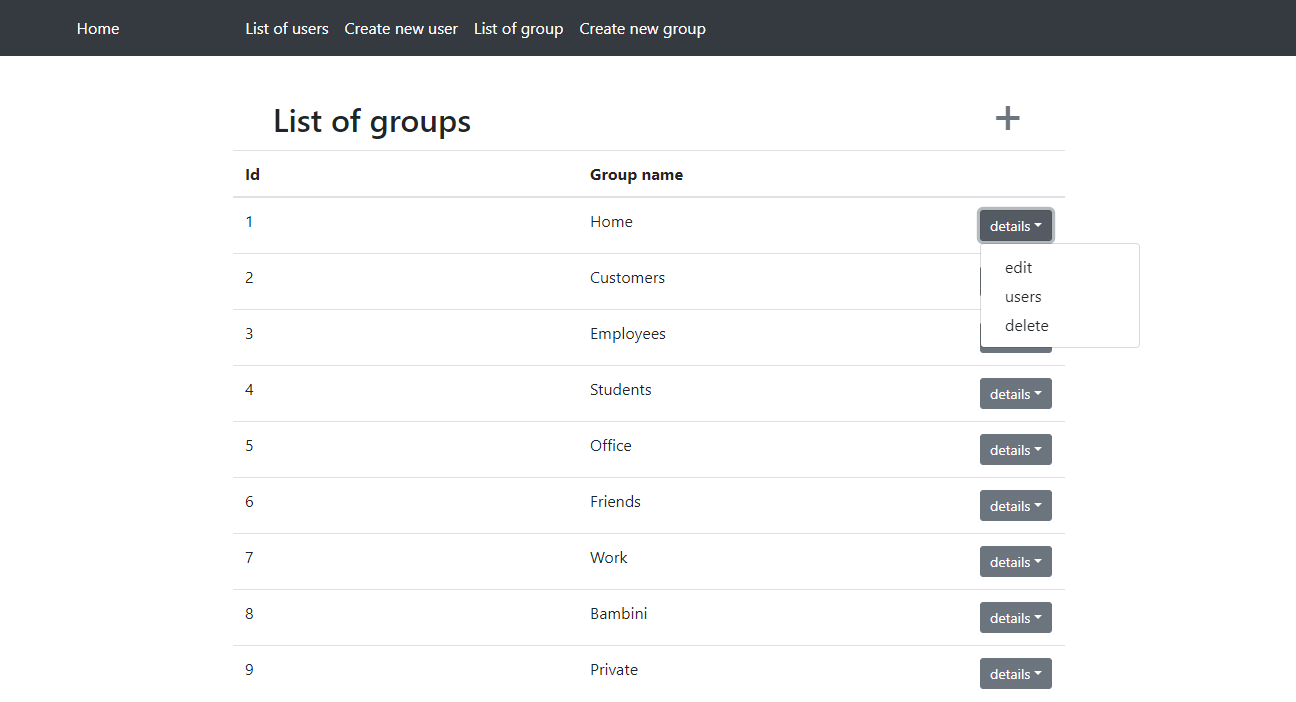 Home List of users Create new user List of group Create new group
List of groups +
Id Group name
1 Home details
edit
2 Customers
users
delete
3 Employees
4 Students details
5 Office details
6 Friends details
7 Work details
8 Bambini details
9 Private details